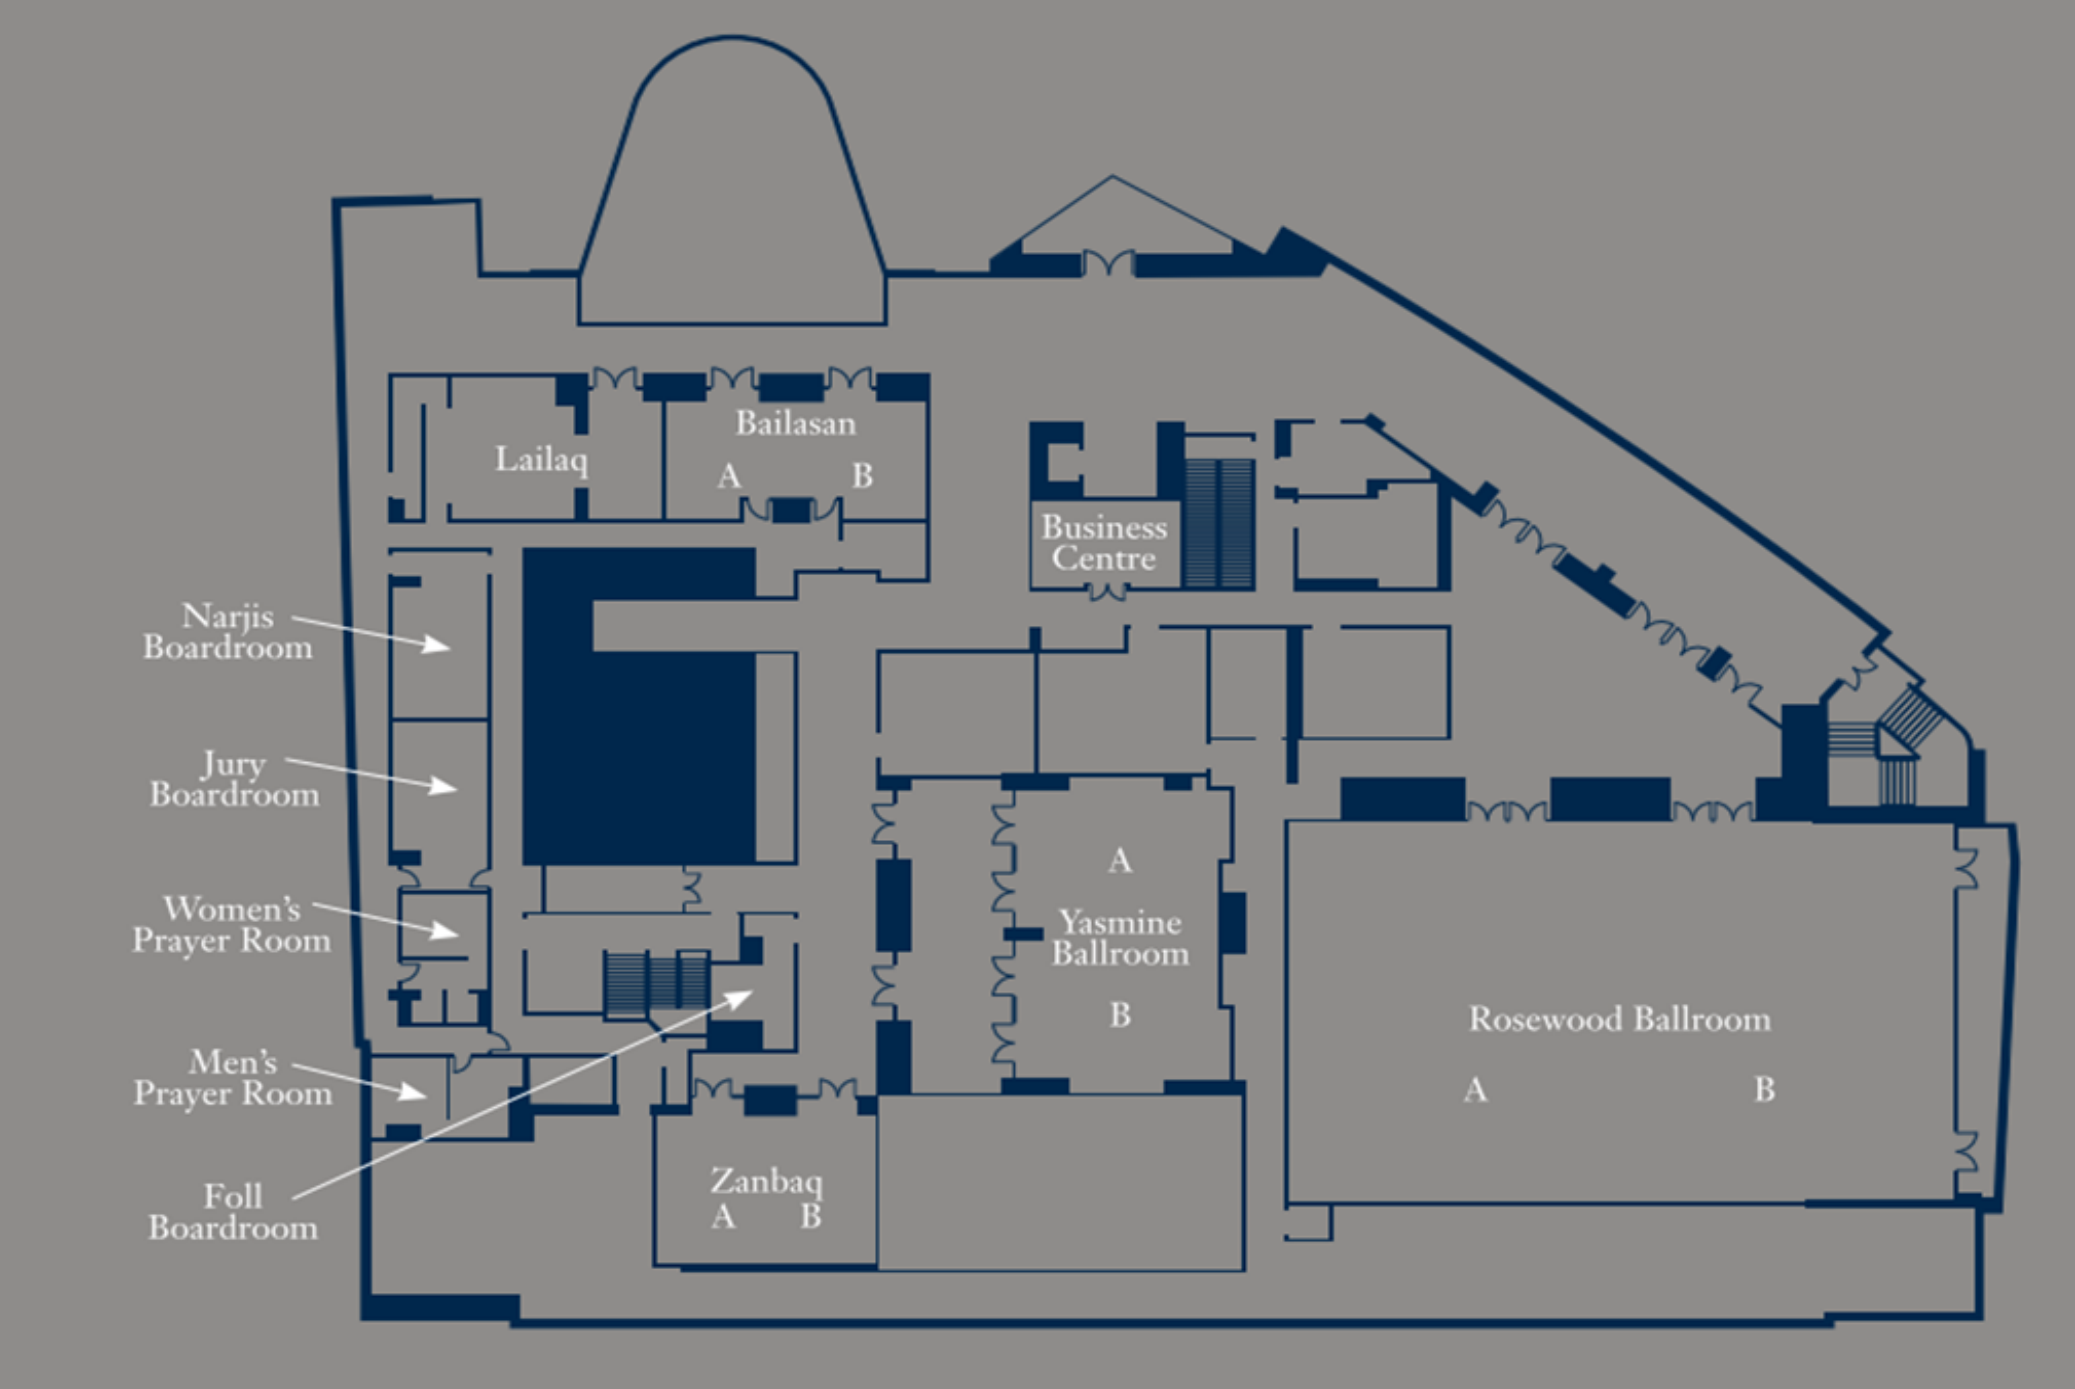 Bailasan
A B
Lailaq
Business
Centre
Narjis
Boardroom
Jury
Boardroom
Women's
Prayer Room
Men's
Prayer Room
Foll
Boardroom
A
Yasmine
Ballroom
B
Rosewood Ballroom
A B
Zanbaq
A B